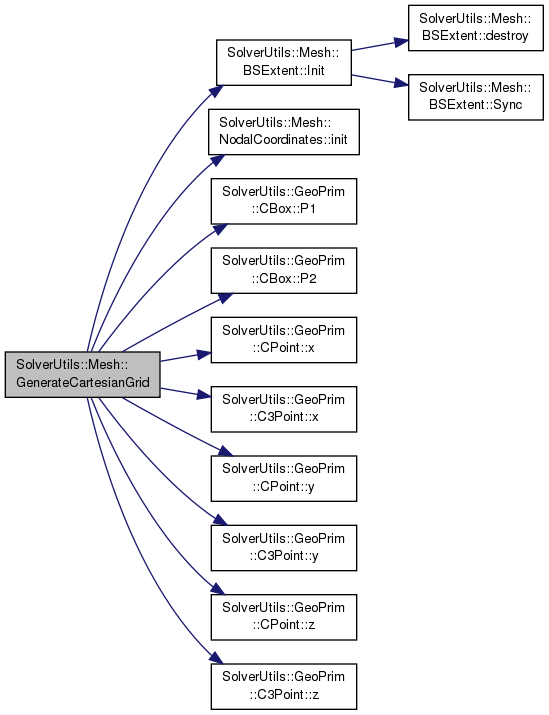 SolverUtils::Mesh::
GenerateCartesianGrid
SolverUtils::Mesh::
BSExtent::Init
SolverUtils::Mesh::
BSExtent::destroy
SolverUtils::Mesh::
BSExtent::Sync
SolverUtils::Mesh::
NodalCoordinates::init
SolverUtils::GeoPrim
::CBox::P1
SolverUtils::GeoPrim
::CBox::P2
SolverUtils::GeoPrim
::CPoint::x
SolverUtils::GeoPrim
::C3Point::x
SolverUtils::GeoPrim
::CPoint::y
SolverUtils::GeoPrim
::C3Point::y
SolverUtils::GeoPrim
::CPoint::z
SolverUtils::GeoPrim
::C3Point::z